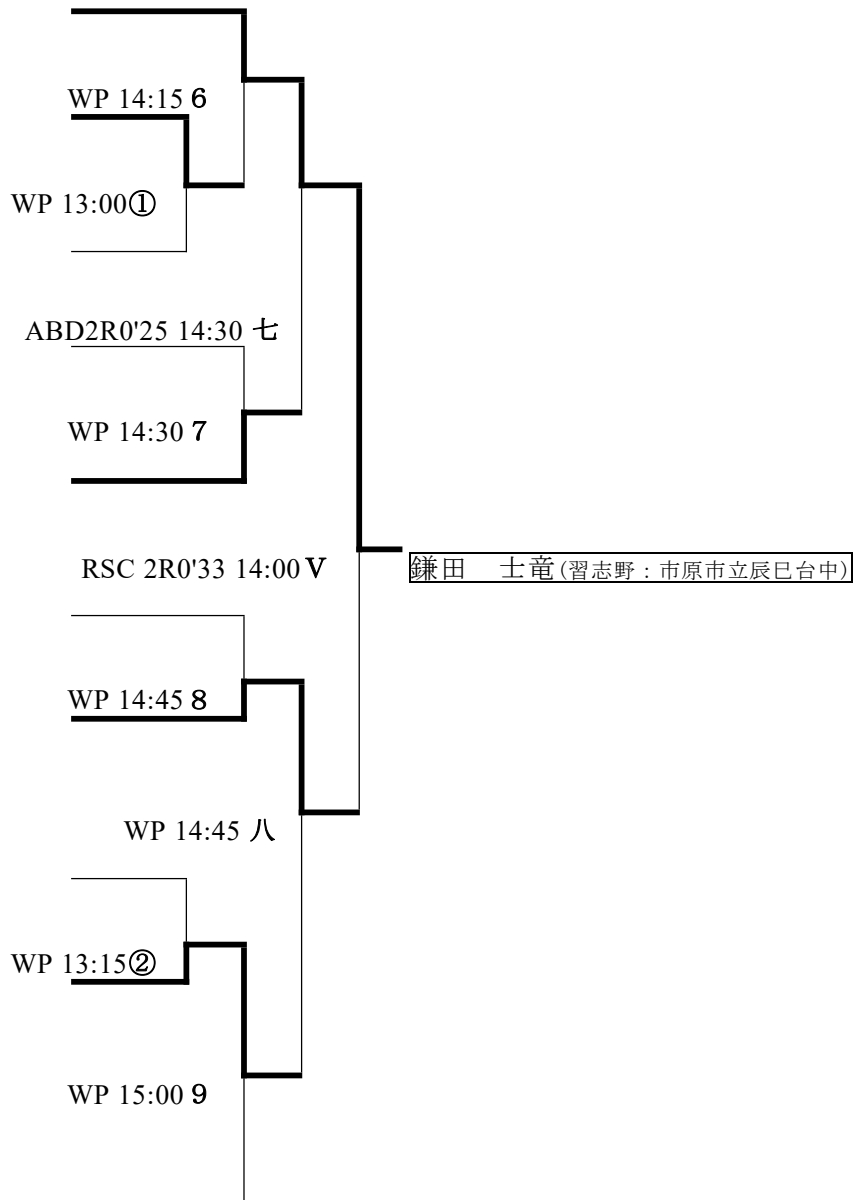 WP 14:15 6
WP 13:00①
ABD2R0'25 14:30 七
WP 14:30 7
RSC 2R0'33 14:00 V
鎌田　士竜(習志野：市原市立辰巳台中)
WP 14:45 8
WP 14:45 八
WP 13:15②
WP 15:00 9